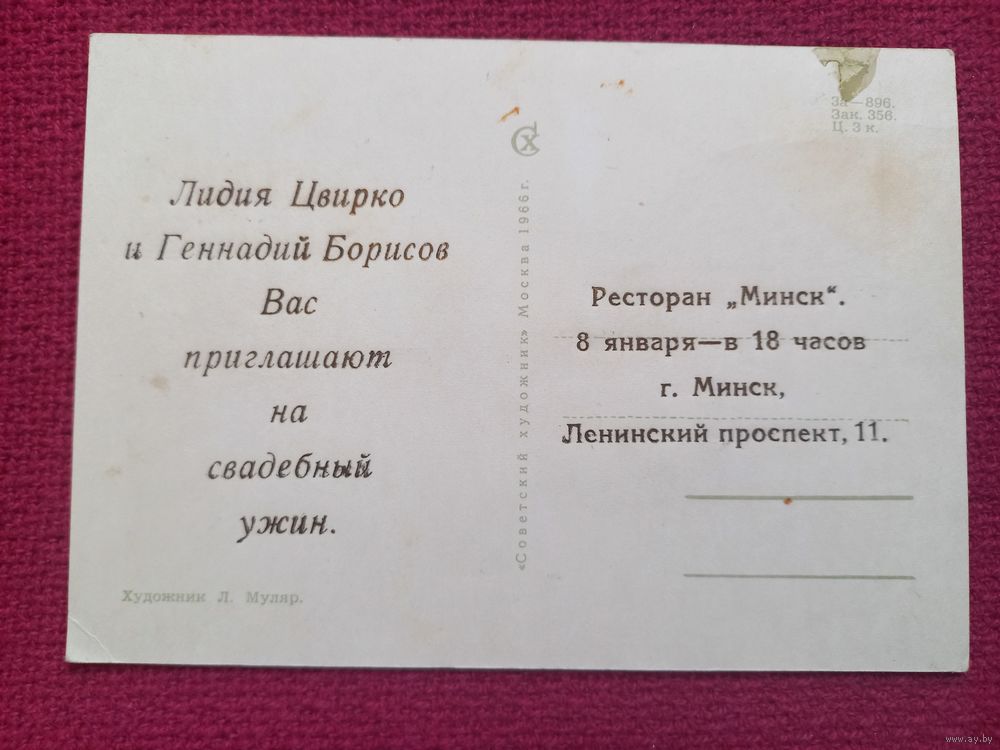 За—896.
Зак. 356.
Ц. 3 к.
Лидия Цвирко
и Геннадий Борисов
Вас
приглашают
на
свадебный
ужин.
Художник Л. Муляр.
«Советский художник» Москва 1966 г.
Ресторан „Минск“.
8 января—в 18 часов
г. Минск,
Ленинский проспект, 11.
www.ay.by